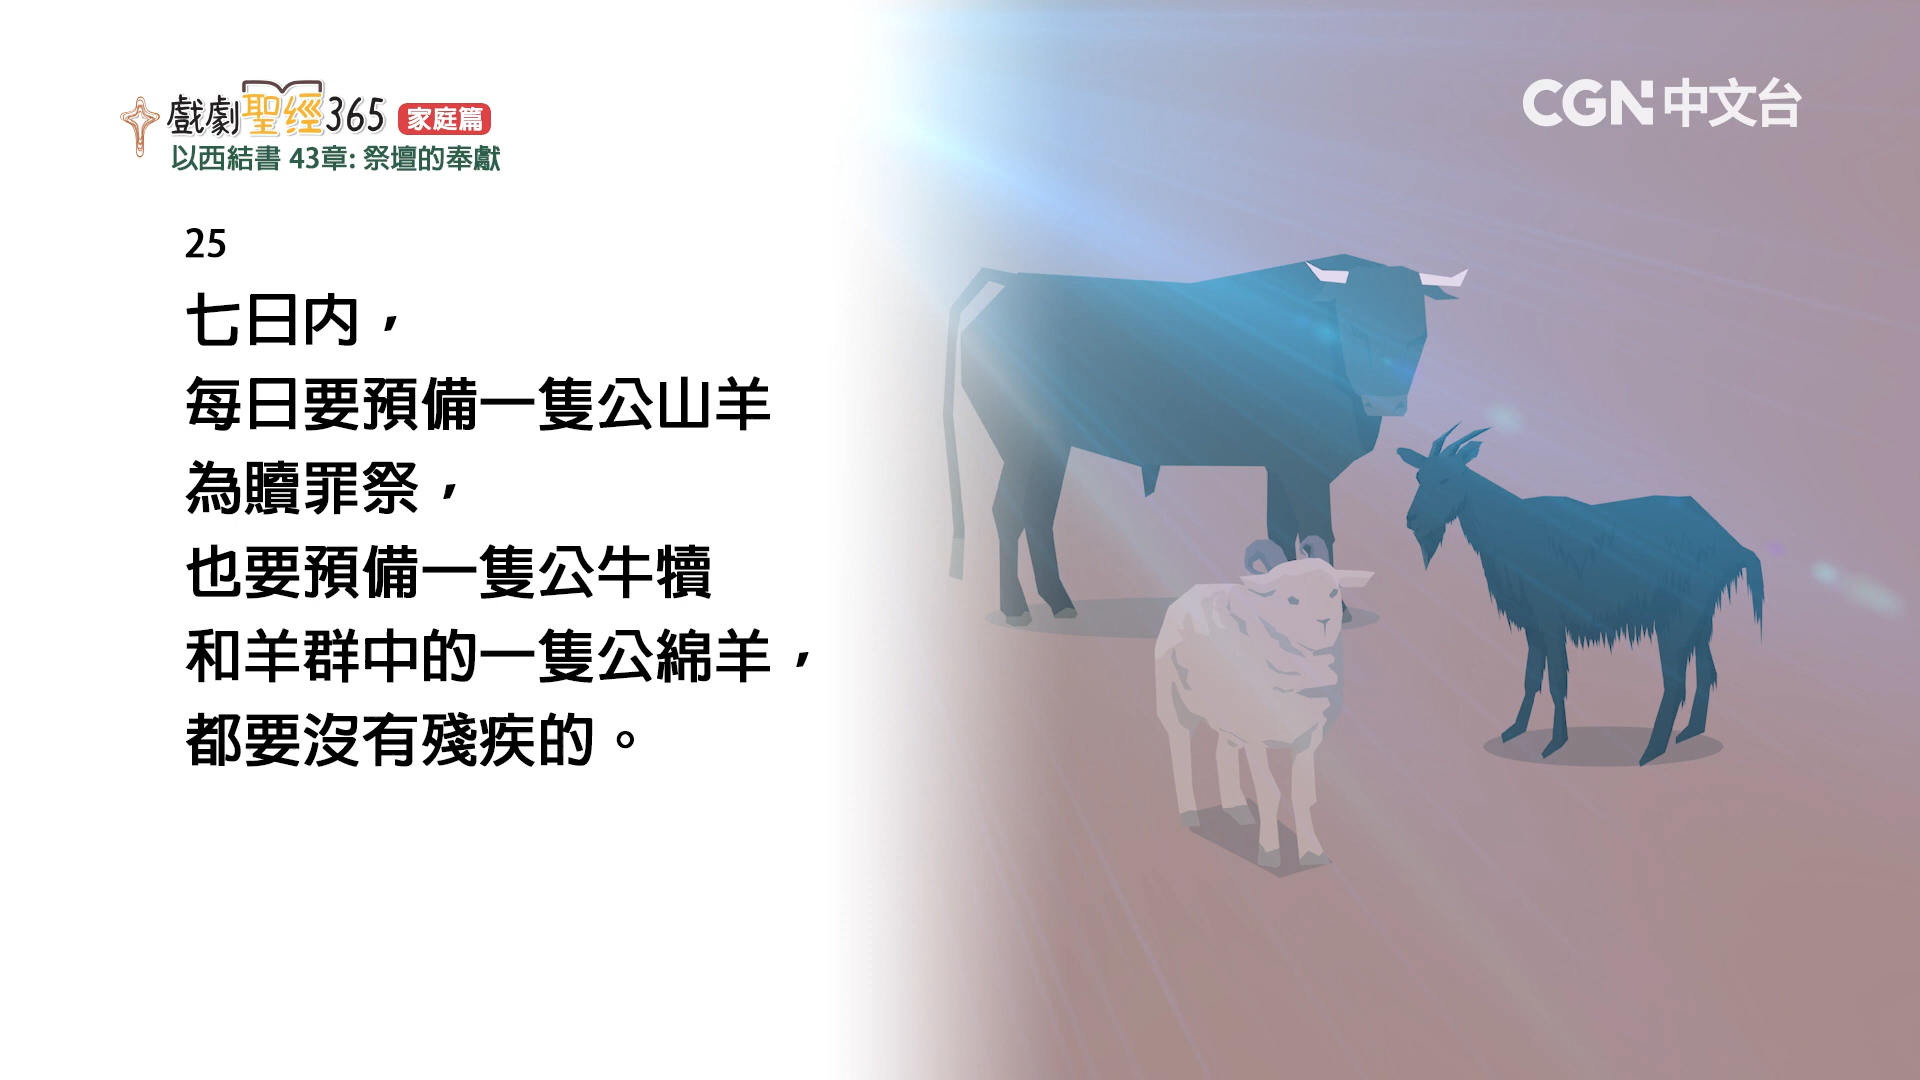 戲劇聖經365 家庭篇
以西結書 43章: 祭壇的奉獻
CGN 中文台
25
七日内，
每日要預備一隻公山羊
為贖罪祭，
也要預備一隻公牛犢
和羊群中的一隻公綿羊，
都要沒有殘疾的。